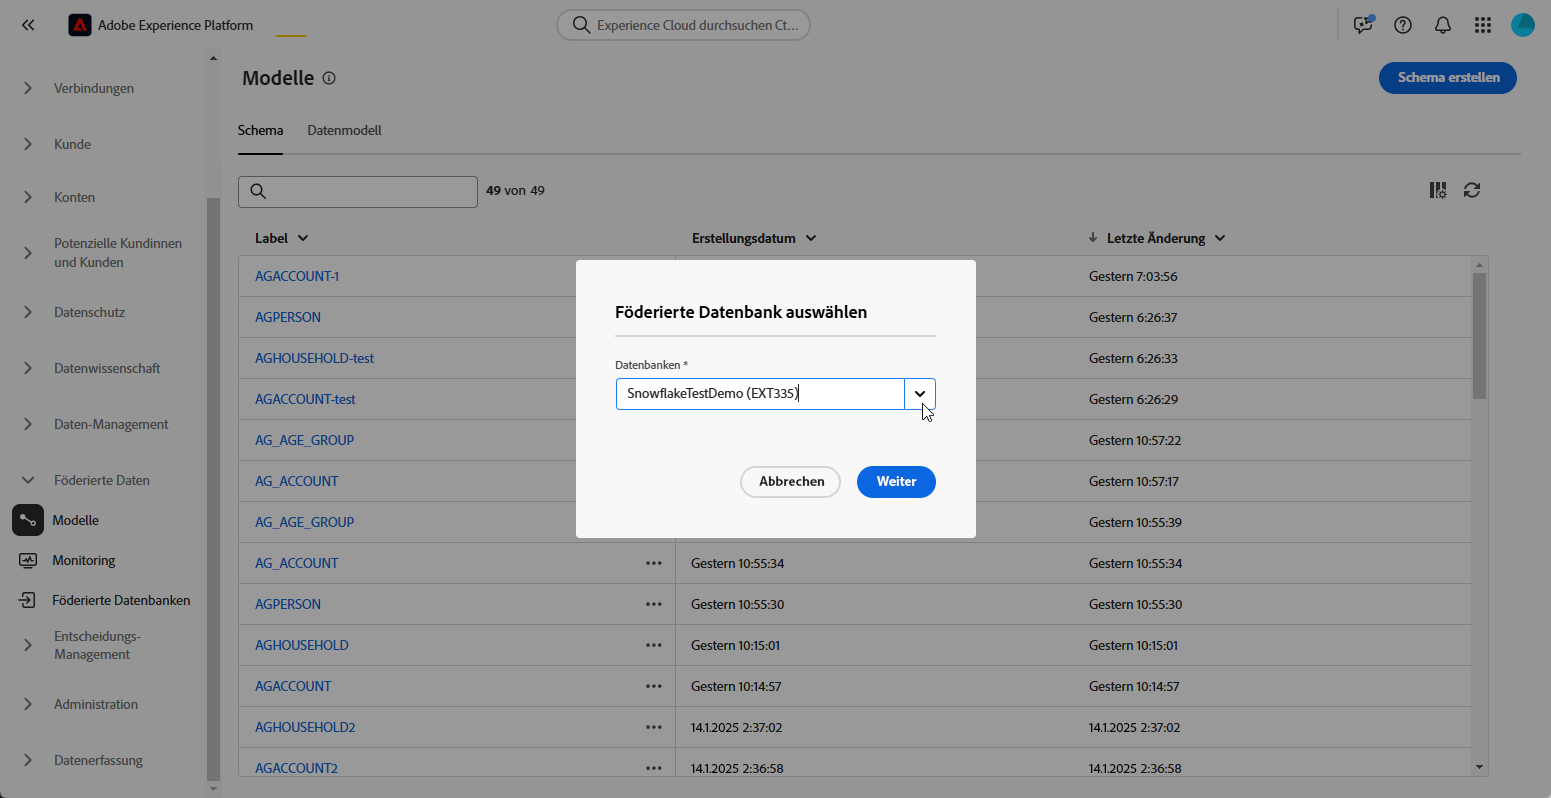 Adobe Experience Platform
Experience Cloud durchsuchen Ct...
Verbindungen
Kunde
Konten
Potenzielle Kundinnen
und Kunden
Datenschutz
Datenwissenschaft
Daten-Management
Föderierte Daten
Modelle
Monitoring
Föderierte Datenbanken
Entscheidungs-
Management
Administration
Datenerfassung
Modelle
Schema erstellen
Schema Datenmodell
49 von 49
Label Erstellungsdatum Letzte Änderung
AGACCOUNT-1 Gestern 7:03:56
AGPERSON Gestern 6:26:37
AGHOUSEHOLD-test Gestern 6:26:33
AGACCOUNT-test Gestern 6:26:29
AG_AGE_GROUP Gestern 10:57:22
AG_ACCOUNT Gestern 10:57:17
AG_AGE_GROUP Gestern 10:55:39
AG_ACCOUNT Gestern 10:55:34 Gestern 10:55:34
AGPERSON Gestern 10:55:30 Gestern 10:55:30
AGHOUSEHOLD Gestern 10:15:01 Gestern 10:15:01
AGACCOUNT Gestern 10:14:57 Gestern 10:14:57
AGHOUSEHOLD2 14.1.2025 2:37:02 14.1.2025 2:37:02
AGACCOUNT2 14.1.2025 2:36:58 14.1.2025 2:36:58
Föderierte Datenbank auswählen
Datenbanken *
SnowflakeTestDemo (EXT335)
Abbrechen Weiter